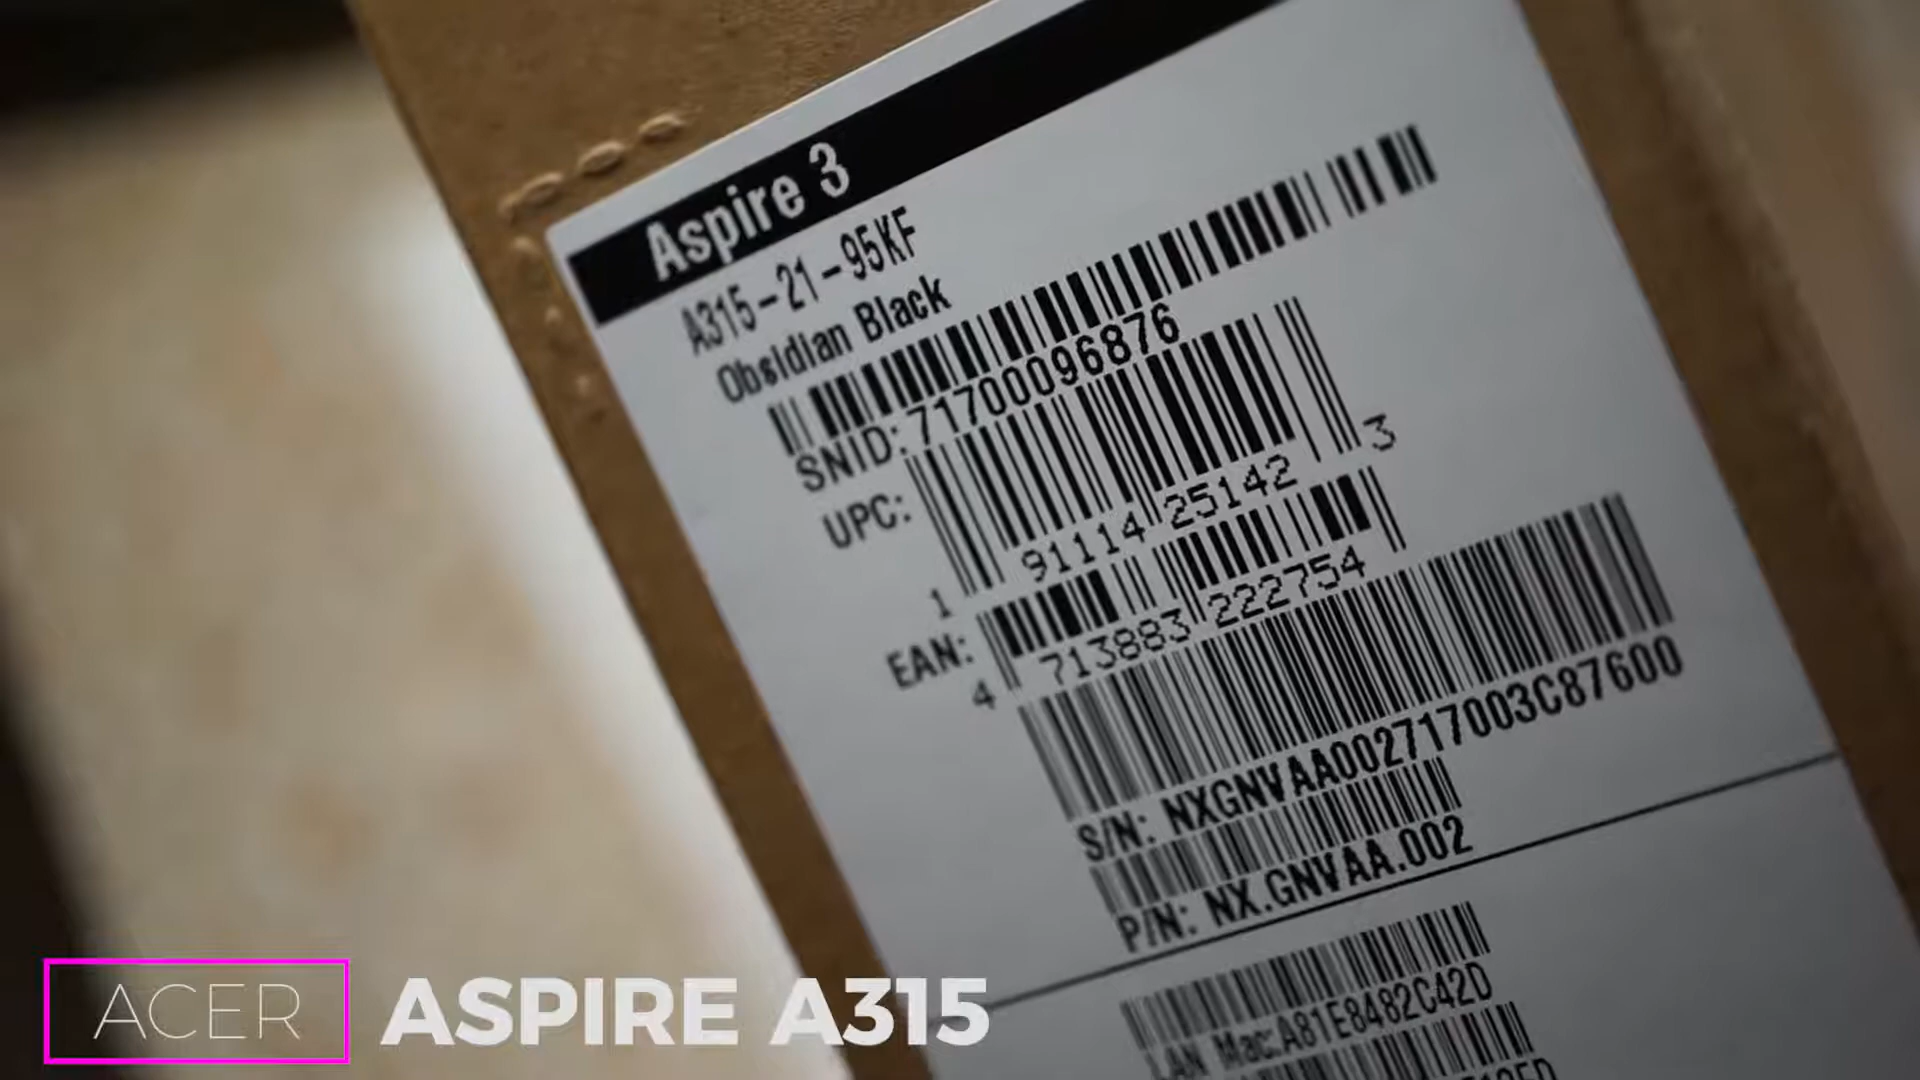 Aspire 3
A315-21-95KF
Obsidian Black
SNID: 71700096876
UPC: 1 91114 25142 3
EAN: 4 713883 222754
S/N: NXGNVAA002717003C87600
P/N: NX.GNVAA.002
LAN Mac:A81E8482C42D
ACER ASPIRE A315